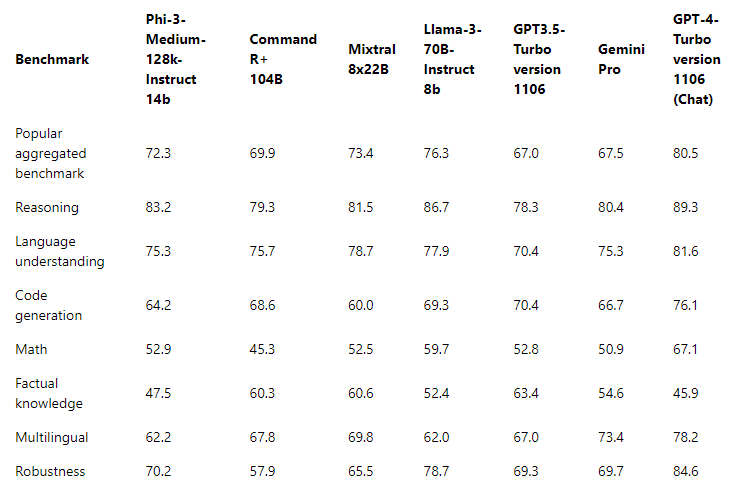 Benchmark Phi-3-Medium-128k-Instruct 14b Command R+ 104B Mixtral 8x22B Llama-3-70B-Instruct 8b GPT3.5-Turbo version 1106 Gemini Pro GPT-4-Turbo version 1106 (Chat)
Popular aggregated benchmark 72.3 69.9 73.4 76.3 67.0 67.5 80.5
Reasoning 83.2 79.3 81.5 86.7 78.3 80.4 89.3
Language understanding 75.3 75.7 78.7 77.9 70.4 75.3 81.6
Code generation 64.2 68.6 60.0 69.3 70.4 66.7 76.1
Math 52.9 45.3 52.5 59.7 52.8 50.9 67.1
Factual knowledge 47.5 60.3 60.6 52.4 63.4 54.6 45.9
Multilingual 62.2 67.8 69.8 62.0 67.0 73.4 78.2
Robustness 70.2 57.9 65.5 78.7 69.3 69.7 84.6